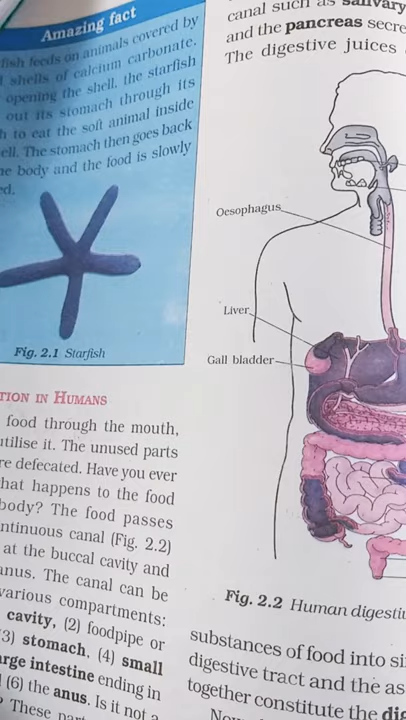 Amazing fact
fish feeds on animals covered by
shells of calcium carbonate.
opening the shell, the starfish
out its stomach through its
to eat the soft animal inside
ell. The stomach then goes back
body and the food is slowly
ed.
Fig. 2.1 Starfish
TION IN HUMANS
food through the mouth,
utilise it. The unused parts
re defecated. Have you ever
hat happens to the food
body? The food passes
ntinuous canal (Fig. 2.2)
at the buccal cavity and
anus. The canal can be
various compartments:
cavity, (2) foodpipe or
(3) stomach, (4) small
arge intestine ending in
(6) the anus. Is it not a
? These
canal such as salivary
and the pancreas secre
The digestive juices
Oesophagus
Liver
Gall bladder
Fig. 2.2 Human digesti
substances of food into si
digestive tract and the as
together constitute the dig
Now